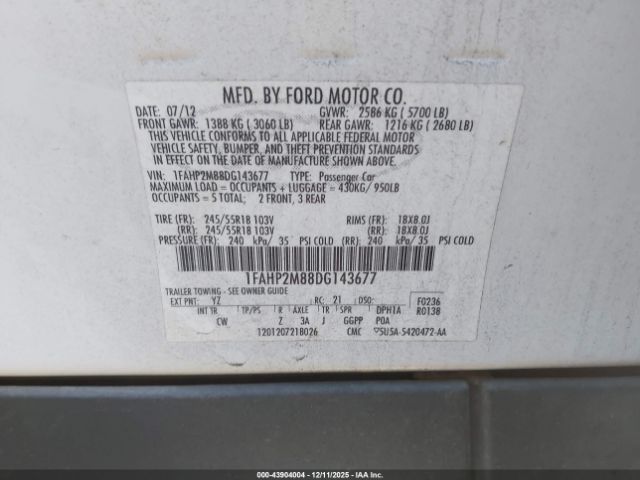 MFD. BY FORD MOTOR CO.
DATE: 07/12 GVWR: 2586 KG ( 5700 LB)
FRONT GAWR: 1388 KG ( 3060 LB) REAR GAWR: 1216 KG ( 2680 LB)
THIS VEHICLE CONFORMS TO ALL APPLICABLE FEDERAL MOTOR
VEHICLE SAFETY, BUMPER, AND THEFT PREVENTION STANDARDS
IN EFFECT ON THE DATE OF MANUFACTURE SHOWN ABOVE.
VIN: 1FAHP2M88DG143677 TYPE: Passenger Car
MAXIMUM LOAD = OCCUPANTS + LUGGAGE = 430KG/ 950LB
OCCUPANTS = 5 TOTAL; 2 FRONT, 3 REAR
TIRE (FR): 245/55R18 103V RIMS (FR): 18X8.0J
(RR): 245/55R18 103V (RR): 18X8.0J
PRESSURE (FR): 240 kPa/ 35 PSI COLD (RR): 240 kPa/ 35 PSI COLD
1FAHP2M88DG143677
TRAILER TOWING - SEE OWNER GUIDE
EXT PNT: YZ RC: 21 DSO: F0236
INT TR TP/PS R AXLE TR SPR DPH1A R0138
CW Z 3A J GGPP POA
120120721B026 CMC 5U5A-5420472-AA
000-43904004 - 12/11/2025 - IAAI.COM